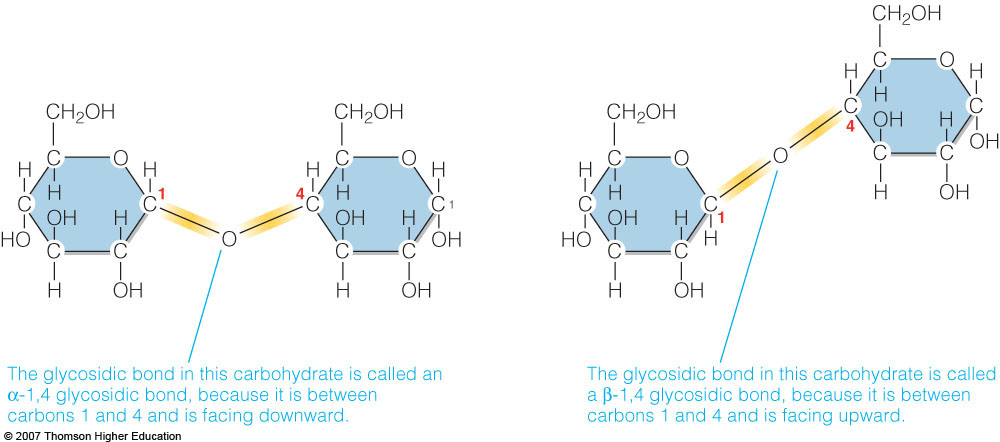 CH2OH
CH2OH
CH2OH
CH2OH
C O H
H H 1
C C
HO OH H
C C
H OH
O
C O H
H H
4 C C 1
OH H OH
C C
H OH
C O
H H
C C 1
HO OH H H
C C
H OH
O
C O H
H H
C C
4 OH H OH
C C
H OH
The glycosidic bond in this carbohydrate is called an
α-1,4 glycosidic bond, because it is between
carbons 1 and 4 and is facing downward.
The glycosidic bond in this carbohydrate is called
a β-1,4 glycosidic bond, because it is between
carbons 1 and 4 and is facing upward.
© 2007 Thomson Higher Education